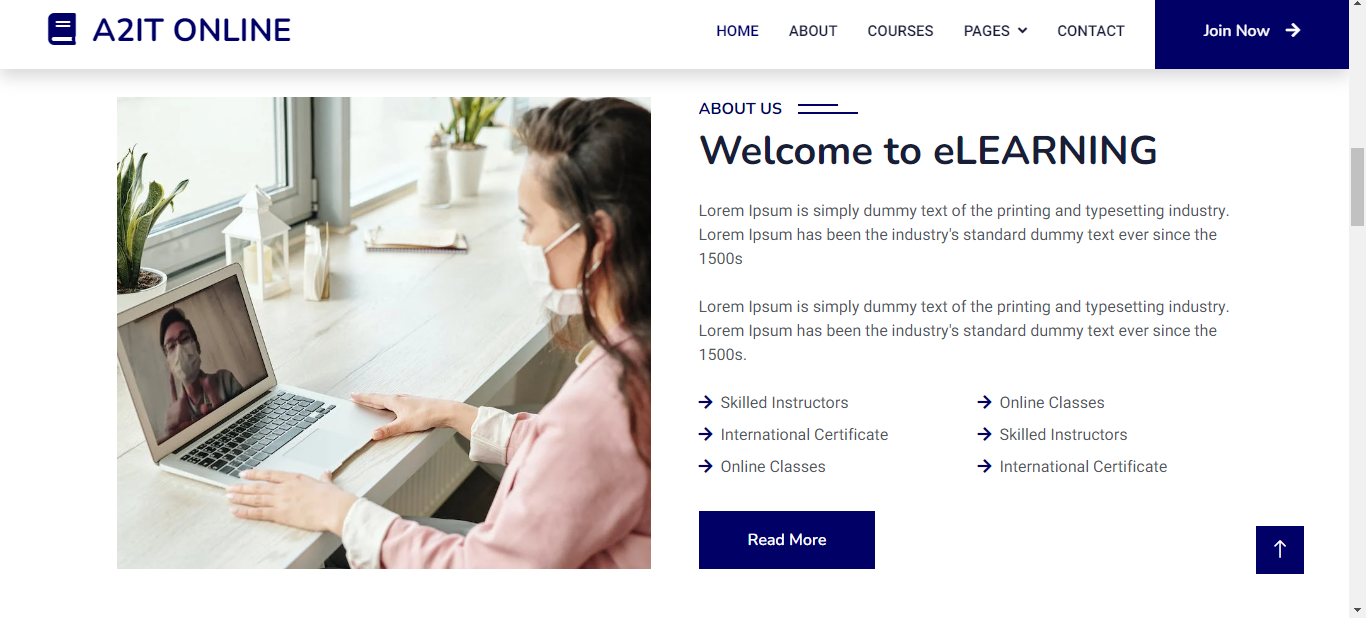 A2IT ONLINE
HOME ABOUT COURSES PAGES CONTACT Join Now
ABOUT US
Welcome to eLEARNING
Lorem Ipsum is simply dummy text of the printing and typesetting industry.
Lorem Ipsum has been the industry's standard dummy text ever since the
1500s
Lorem Ipsum is simply dummy text of the printing and typesetting industry.
Lorem Ipsum has been the industry's standard dummy text ever since the
1500s.
Skilled Instructors Online Classes
International Certificate Skilled Instructors
Online Classes International Certificate
Read More